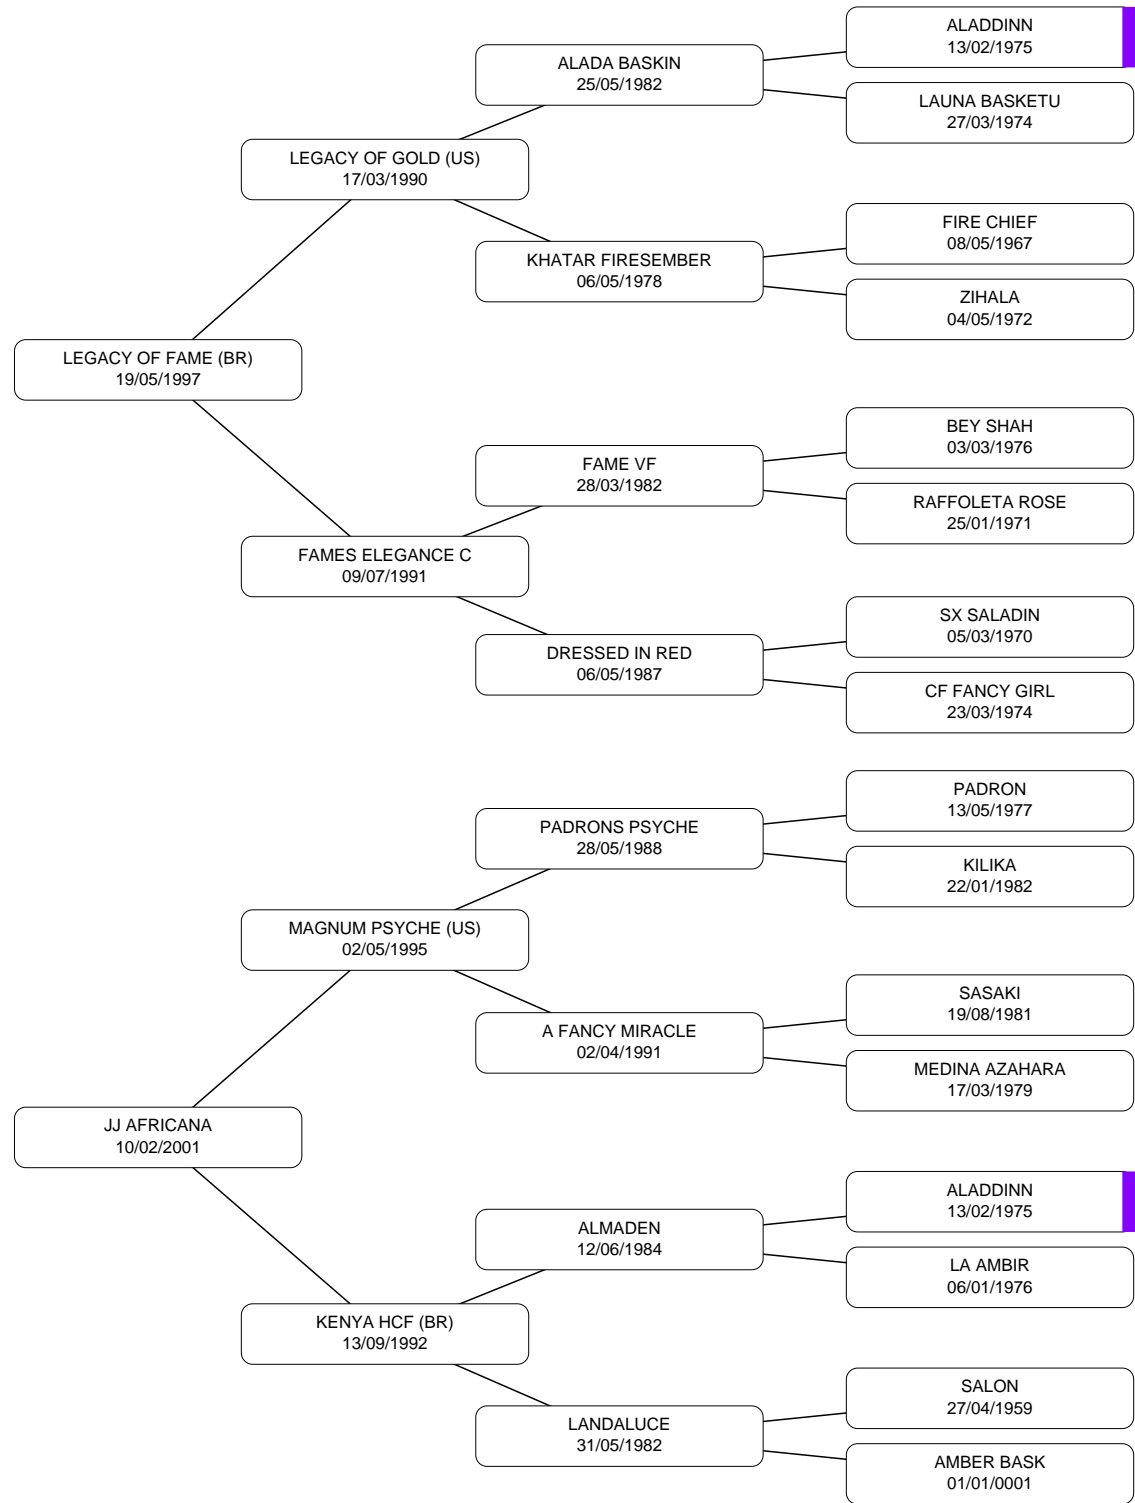 ALADDINN
13/02/1975
ALADA BASKIN
25/05/1982
LAUNA BASKETU
27/03/1974
LEGACY OF GOLD (US)
17/03/1990
FIRE CHIEF
08/05/1967
KHATAR FIRESEMBER
06/05/1978
ZIHALA
04/05/1972
LEGACY OF FAME (BR)
19/05/1997
BEY SHAH
03/03/1976
FAME VF
28/03/1982
RAFFOLETA ROSE
25/01/1971
FAMES ELEGANCE C
09/07/1991
SX SALADIN
05/03/1970
DRESSED IN RED
06/05/1987
CF FANCY GIRL
23/03/1974
PADRON
13/05/1977
PADRONS PSYCHE
28/05/1988
KILIKA
22/01/1982
MAGNUM PSYCHE (US)
02/05/1995
SASAKI
19/08/1981
A FANCY MIRACLE
02/04/1991
MEDINA AZAHARA
17/03/1979
JJ AFRICANA
10/02/2001
ALADDINN
13/02/1975
ALMADEN
12/06/1984
LA AMBIR
06/01/1976
KENYA HCF (BR)
13/09/1992
SALON
27/04/1959
LANDALUCE
31/05/1982
AMBER BASK
01/01/0001